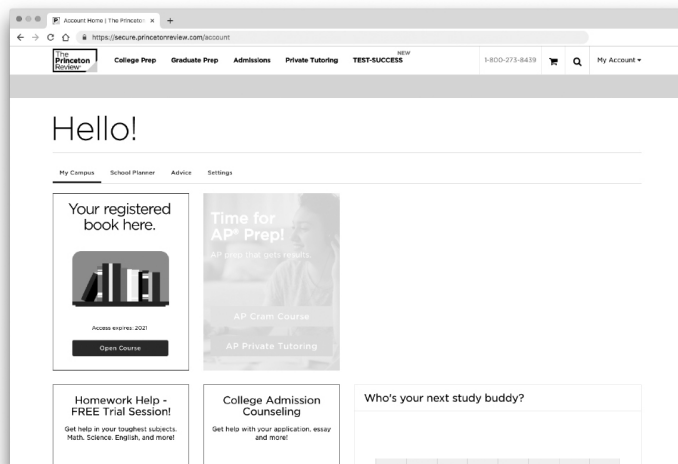 Account Home | The Princeton
https://secure.princetonreview.com/account
The
Princeton
Review
College Prep
Graduate Prep
Admissions
Private Tutoring
TEST-SUCCESS
NEW
1-800-273-8439
My Account
Hello!
My Campus
School Planner
Advice
Settings
Your registered
book here.
Access expires: 2021
Open Course
Time for
AP® Prep!
AP prep that gets results.
AP Cram Course
AP Private Tutoring
Homework Help -
FREE Trial Session!
Get help in your toughest subjects.
Math. Science. English, and more!
College Admission
Counseling
Get help with your application, essay
and more!
Who's your next study buddy?